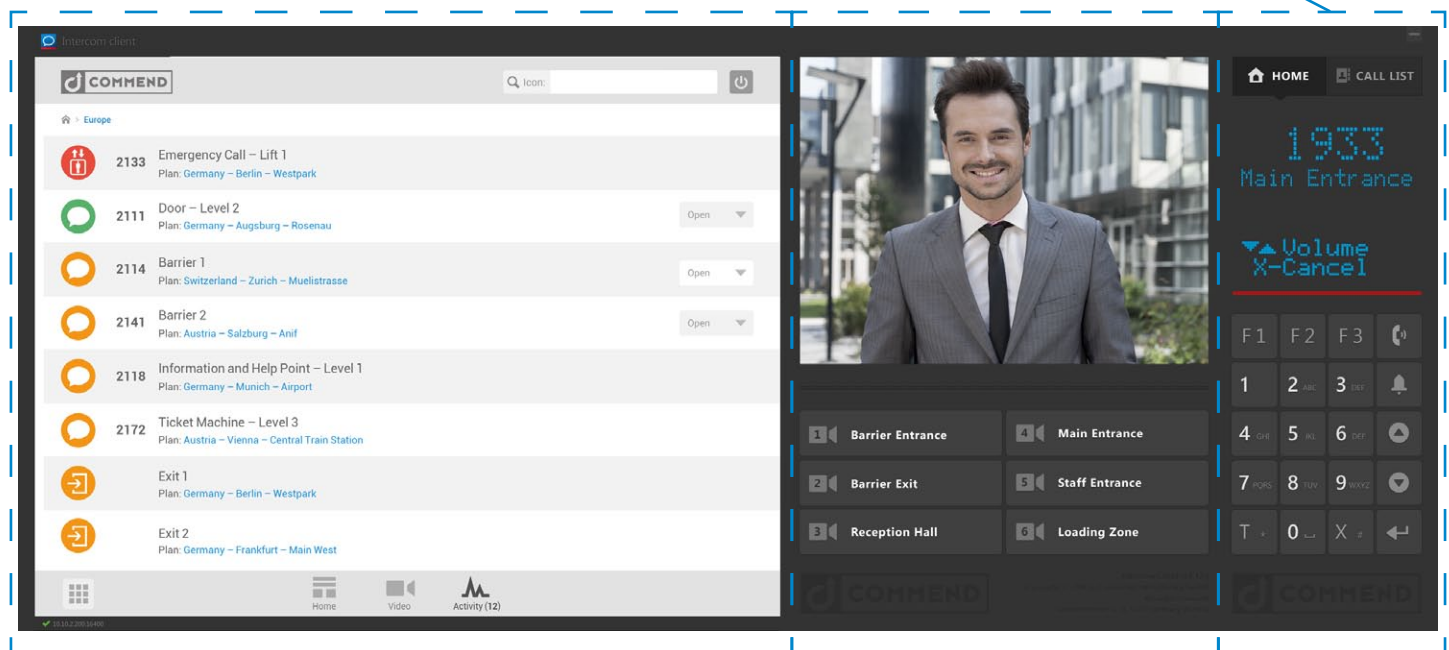 Intercom client
COMMEND
Icon:
> Europe
2133
Emergency Call – Lift 1
Plan: Germany – Berlin – Westpark
2111
Door – Level 2
Plan: Germany – Augsburg – Rosenau
Open
2114
Barrier 1
Plan: Switzerland – Zurich – Muelistrasse
Open
2141
Barrier 2
Plan: Austria – Salzburg – Anif
Open
2118
Information and Help Point – Level 1
Plan: Germany – Munich – Airport
2172
Ticket Machine – Level 3
Plan: Austria – Vienna – Central Train Station
Exit 1
Plan: Germany – Berlin – Westpark
Exit 2
Plan: Germany – Frankfurt – Main West
Home
Video
Activity (12)
1 Barrier Entrance
4 Main Entrance
2 Barrier Exit
5 Staff Entrance
3 Reception Hall
6 Loading Zone
COMMEND
HOME
CALL LIST
1933
Main Entrance
Volume
X-Cancel
F1 F2 F3
1 2 ABC 3 DEF
4 GHI 5 6
7 PQRS 8 TUV 9 WXYZ
T 0 X
COMMEND